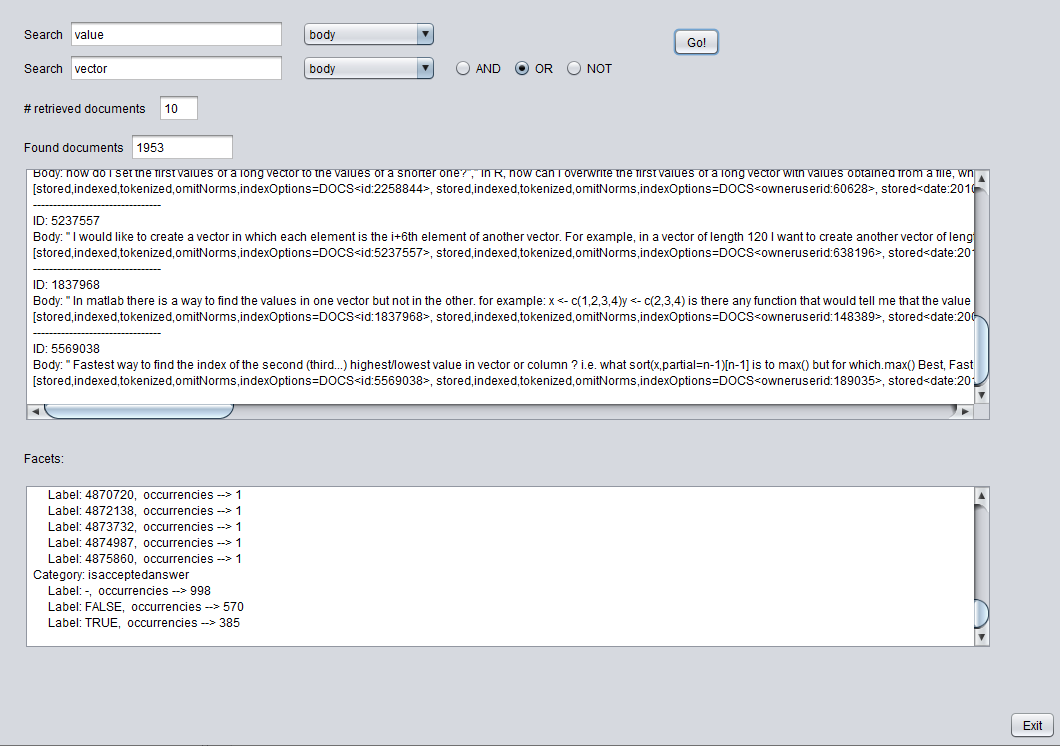 Search value body Go!
Search vector body AND OR NOT
# retrieved documents 10
Found documents 1953
Body: how do I set the first values of a long vector to the values of a shorter one?"," In R, how can I overwrite the first values of a long vector with values obtained from a file, wh
[stored,indexed,tokenized,omitNorms,indexOptions=DOCS<id:2258844>, stored,indexed,tokenized,omitNorms,indexOptions=DOCS<owneruserid:60628>, stored<date:2010
--------------------------------
ID: 5237557
Body: " I would like to create a vector in which each element is the i+6th element of another vector. For example, in a vector of length 120 I want to create another vector of leng
[stored,indexed,tokenized,omitNorms,indexOptions=DOCS<id:5237557>, stored,indexed,tokenized,omitNorms,indexOptions=DOCS<owneruserid:638196>, stored<date:201
--------------------------------
ID: 1837968
Body: " In matlab there is a way to find the values in one vector but not in the other. for example: x <- c(1,2,3,4)y <- c(2,3,4) is there any function that would tell me that the value
[stored,indexed,tokenized,omitNorms,indexOptions=DOCS<id:1837968>, stored,indexed,tokenized,omitNorms,indexOptions=DOCS<owneruserid:148389>, stored<date:200
--------------------------------
ID: 5569038
Body: " Fastest way to find the index of the second (third...) highest/lowest value in vector or column ? i.e. what sort(x,partial=n-1)[n-1] is to max() but for which.max() Best, Fast
[stored,indexed,tokenized,omitNorms,indexOptions=DOCS<id:5569038>, stored,indexed,tokenized,omitNorms,indexOptions=DOCS<owneruserid:189035>, stored<date:201
Facets:
Label: 4870720, occurrencies --> 1
Label: 4872138, occurrencies --> 1
Label: 4873732, occurrencies --> 1
Label: 4874987, occurrencies --> 1
Label: 4875860, occurrencies --> 1
Category: isacceptedanswer
Label: -, occurrencies --> 998
Label: FALSE, occurrencies --> 570
Label: TRUE, occurrencies --> 385
Exit